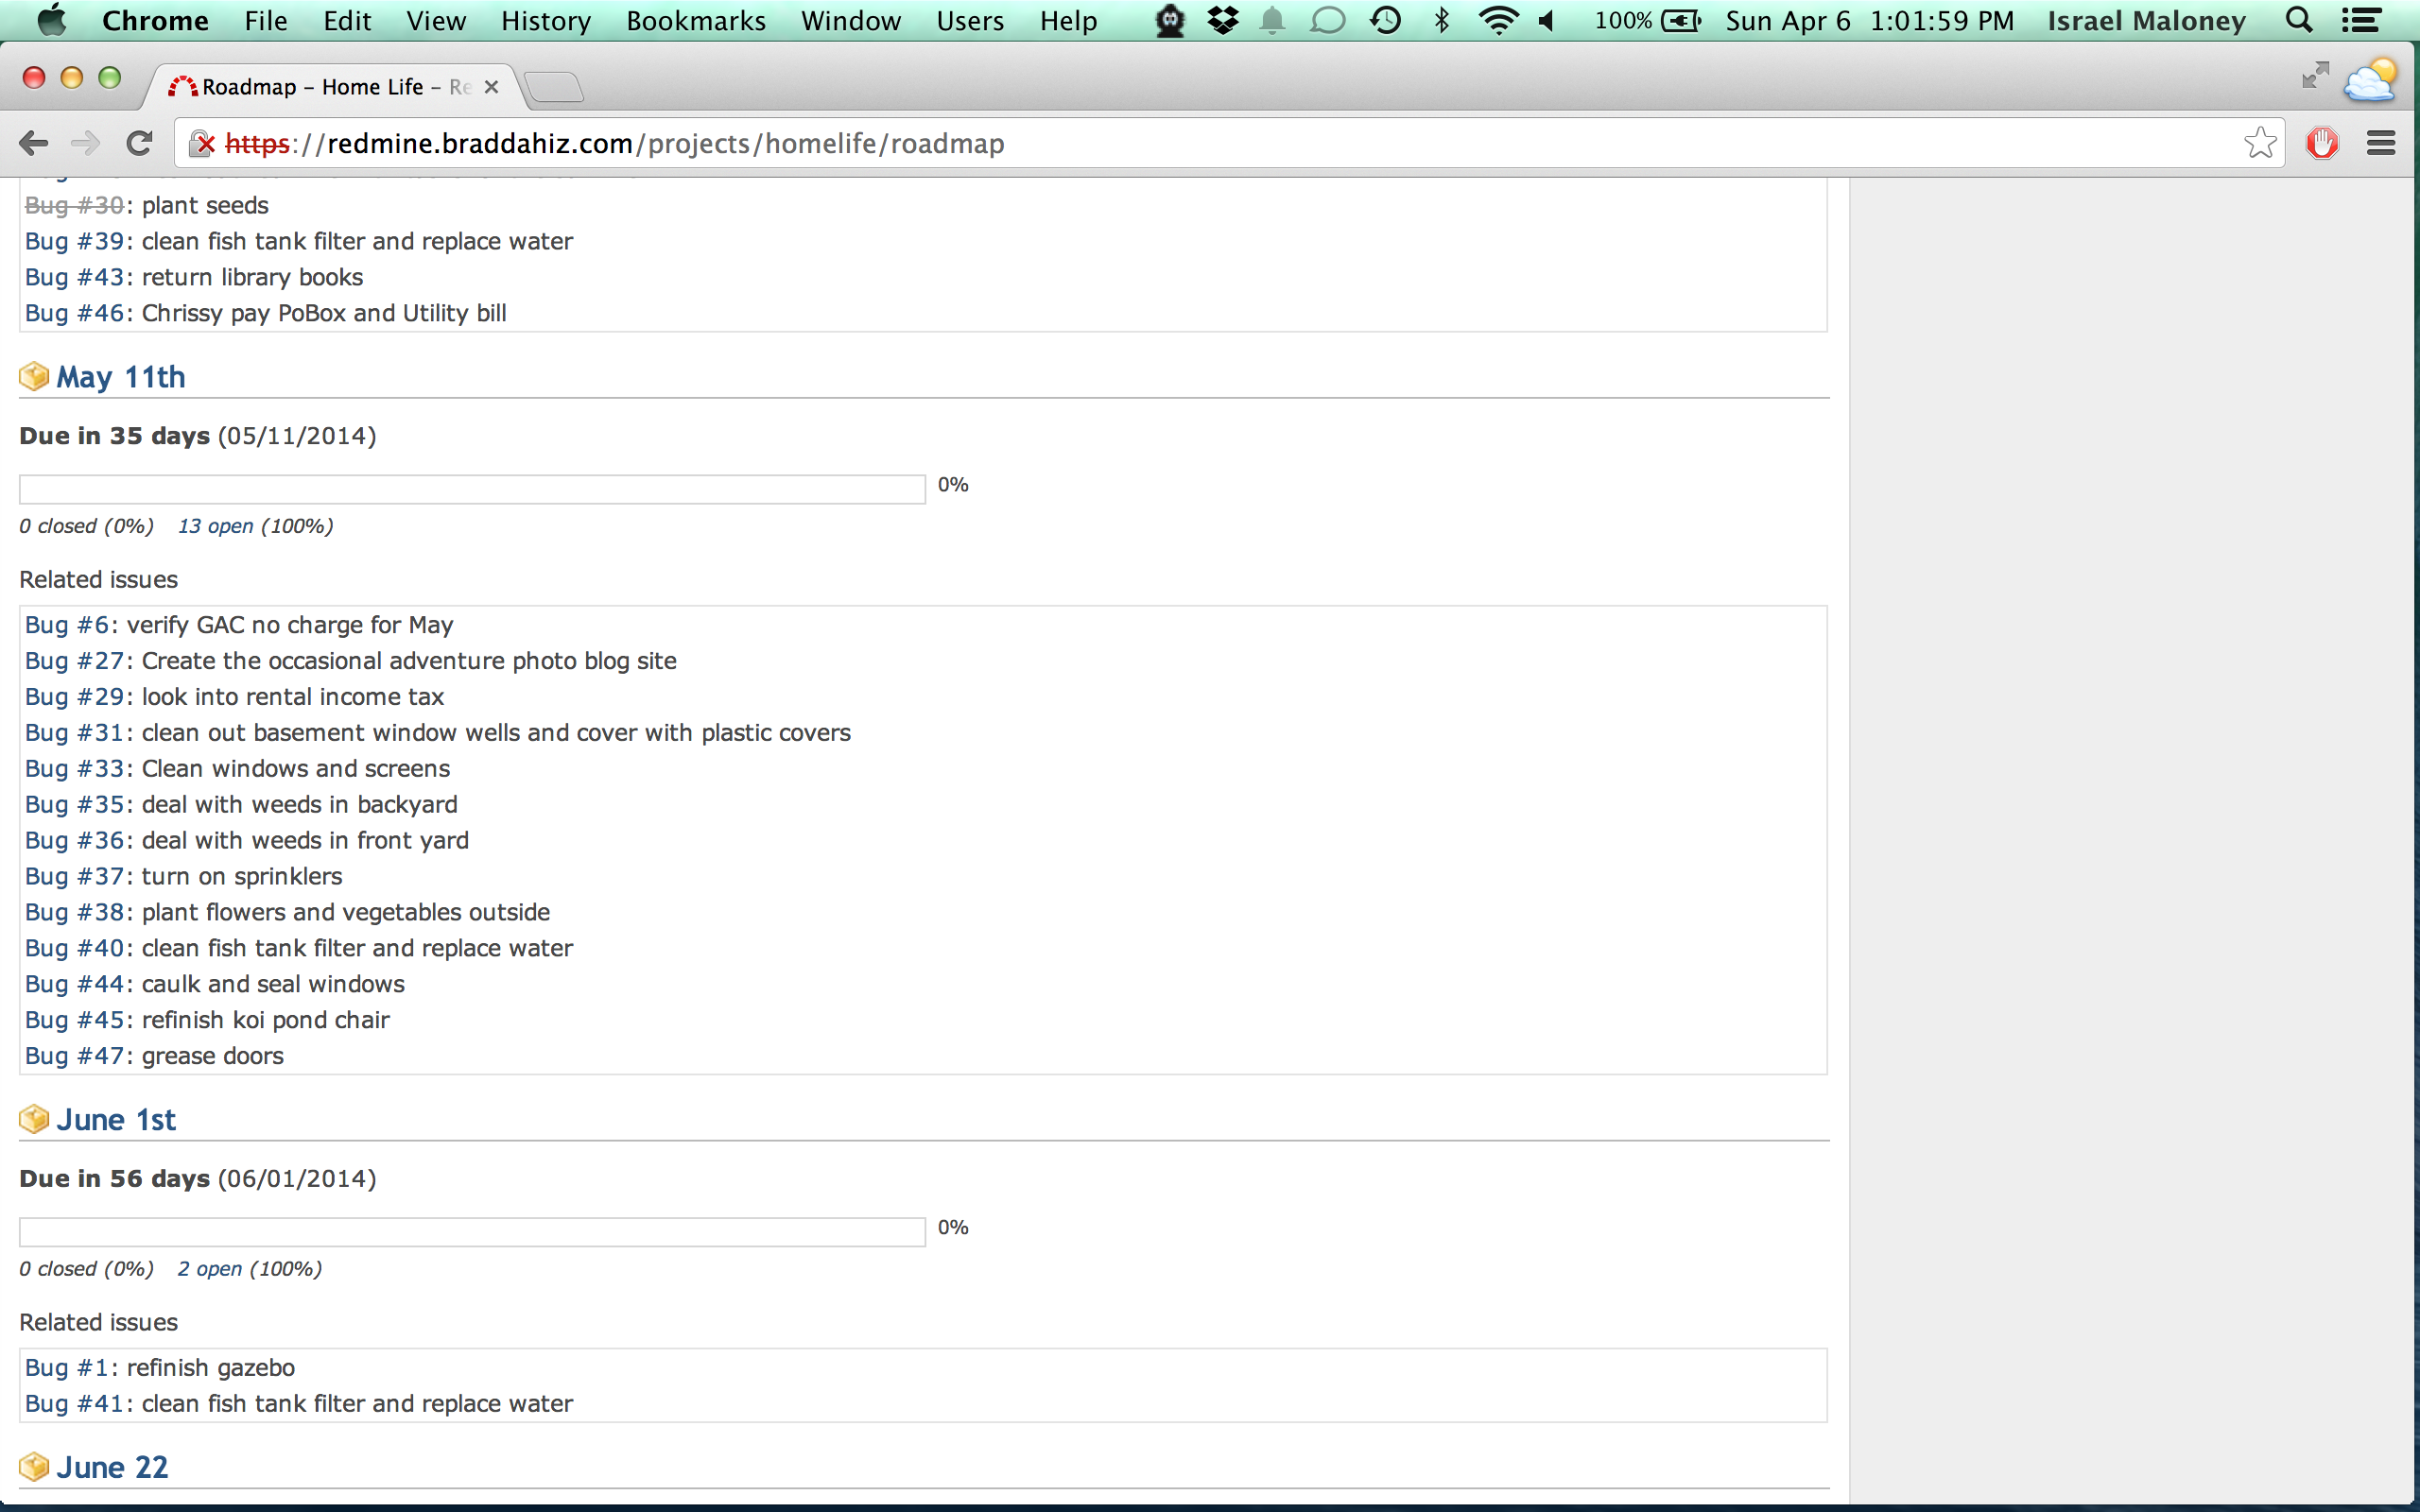 Chrome File Edit View History Bookmarks Window Users Help 100% Sun Apr 6 1:01:59 PM Israel Maloney
Roadmap – Home Life – Re
https://redmine.braddahiz.com/projects/homelife/roadmap
Bug #30: plant seeds
Bug #39: clean fish tank filter and replace water
Bug #43: return library books
Bug #46: Chrissy pay PoBox and Utility bill
May 11th
Due in 35 days (05/11/2014)
0%
0 closed (0%) 13 open (100%)
Related issues
Bug #6: verify GAC no charge for May
Bug #27: Create the occasional adventure photo blog site
Bug #29: look into rental income tax
Bug #31: clean out basement window wells and cover with plastic covers
Bug #33: Clean windows and screens
Bug #35: deal with weeds in backyard
Bug #36: deal with weeds in front yard
Bug #37: turn on sprinklers
Bug #38: plant flowers and vegetables outside
Bug #40: clean fish tank filter and replace water
Bug #44: caulk and seal windows
Bug #45: refinish koi pond chair
Bug #47: grease doors
June 1st
Due in 56 days (06/01/2014)
0%
0 closed (0%) 2 open (100%)
Related issues
Bug #1: refinish gazebo
Bug #41: clean fish tank filter and replace water
June 22